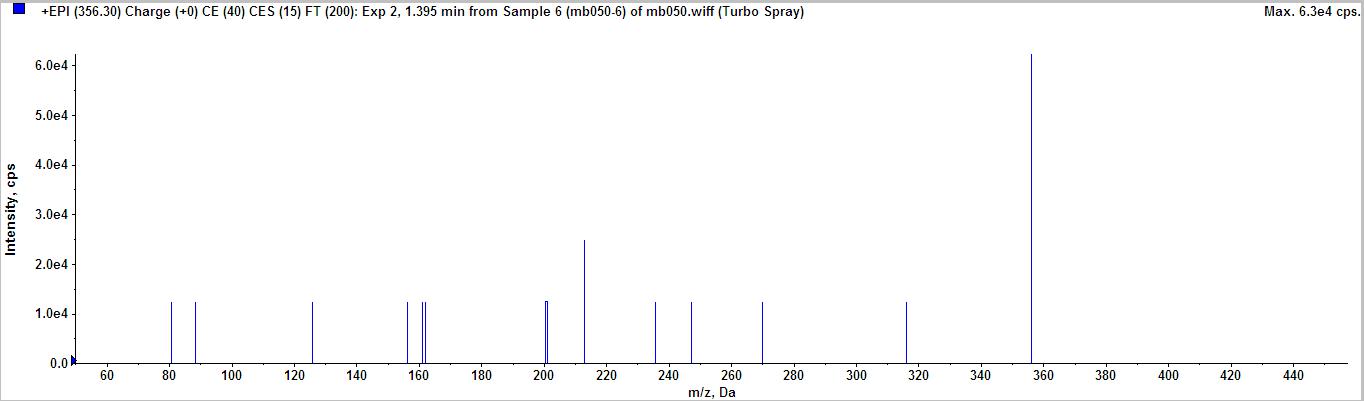 +EPI (356.30) Charge (+0) CE (40) CES (15) FT (200): Exp 2, 1.395 min from Sample 6 (mb050-6) of mb050.wiff (Turbo Spray)
Max. 6.3e4 cps.
Intensity, cps
6.0e4
5.0e4
4.0e4
3.0e4
2.0e4
1.0e4
0.0
60 80 100 120 140 160 180 200 220 240 260 280 300 320 340 360 380 400 420 440
m/z, Da